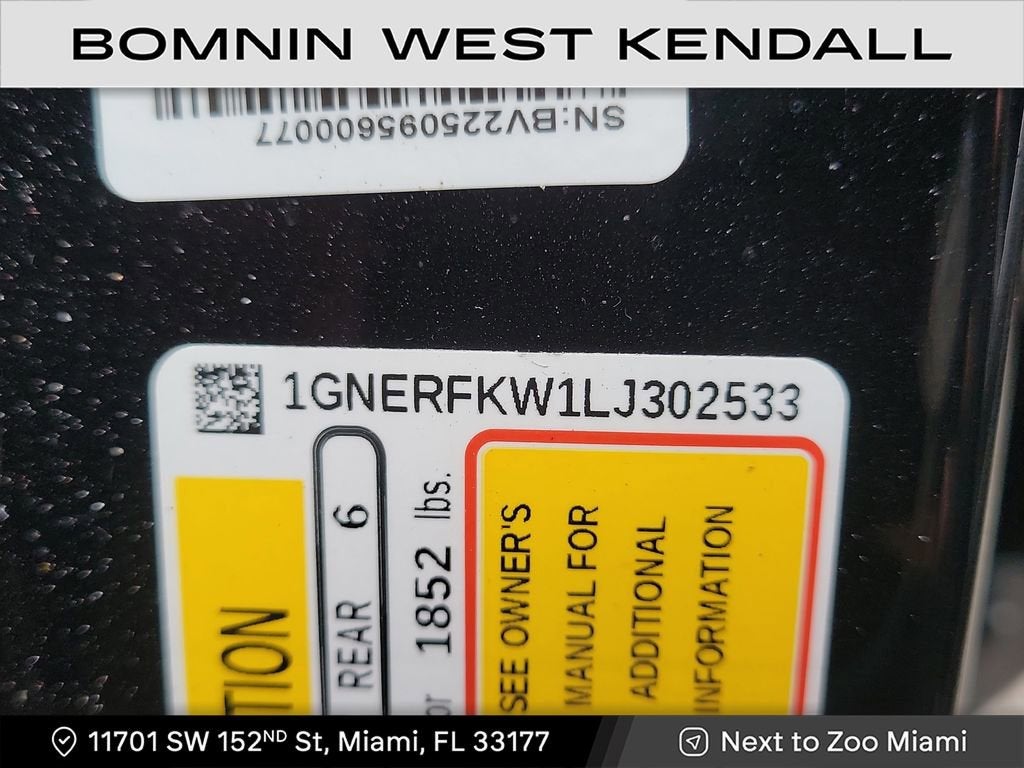 BOMNIN WEST KENDALL
SN:BV225095600077
1GNERFKW1LJ302533
REAR 6
1852 lbs.
SEE OWNER'S
MANUAL FOR
ADDITIONAL
INFORMATION
11701 SW 152ND St, Miami, FL 33177
Next to Zoo Miami